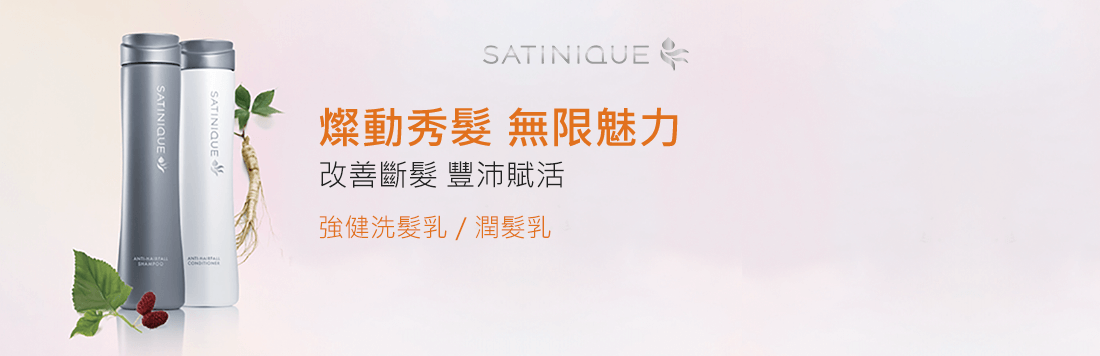 SATINIQUE
燦動秀髮 無限魅力
改善斷髮 豐沛賦活
強健洗髮乳 / 潤髮乳
SATINIQUE
ANTI-HAIRFALL
SHAMPOO
SATINIQUE
ANTI-HAIRFALL
CONDITIONER